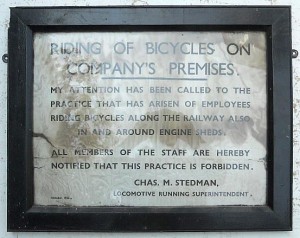 RIDING OF BICYCLES ON
COMPANY'S PREMISES
MY ATTENTION HAS BEEN CALLED TO THE
PRACTICE THAT HAS ARISEN OF EMPLOYEES
RIDING BICYCLES ALONG THE RAILWAY ALSO
IN AND AROUND ENGINE SHEDS.
ALL MEMBERS OF THE STAFF ARE HEREBY
NOTIFIED THAT THIS PRACTICE IS FORBIDDEN.
CHAS. M. STEDMAN,
LOCOMOTIVE RUNNING SUPERINTENDENT.